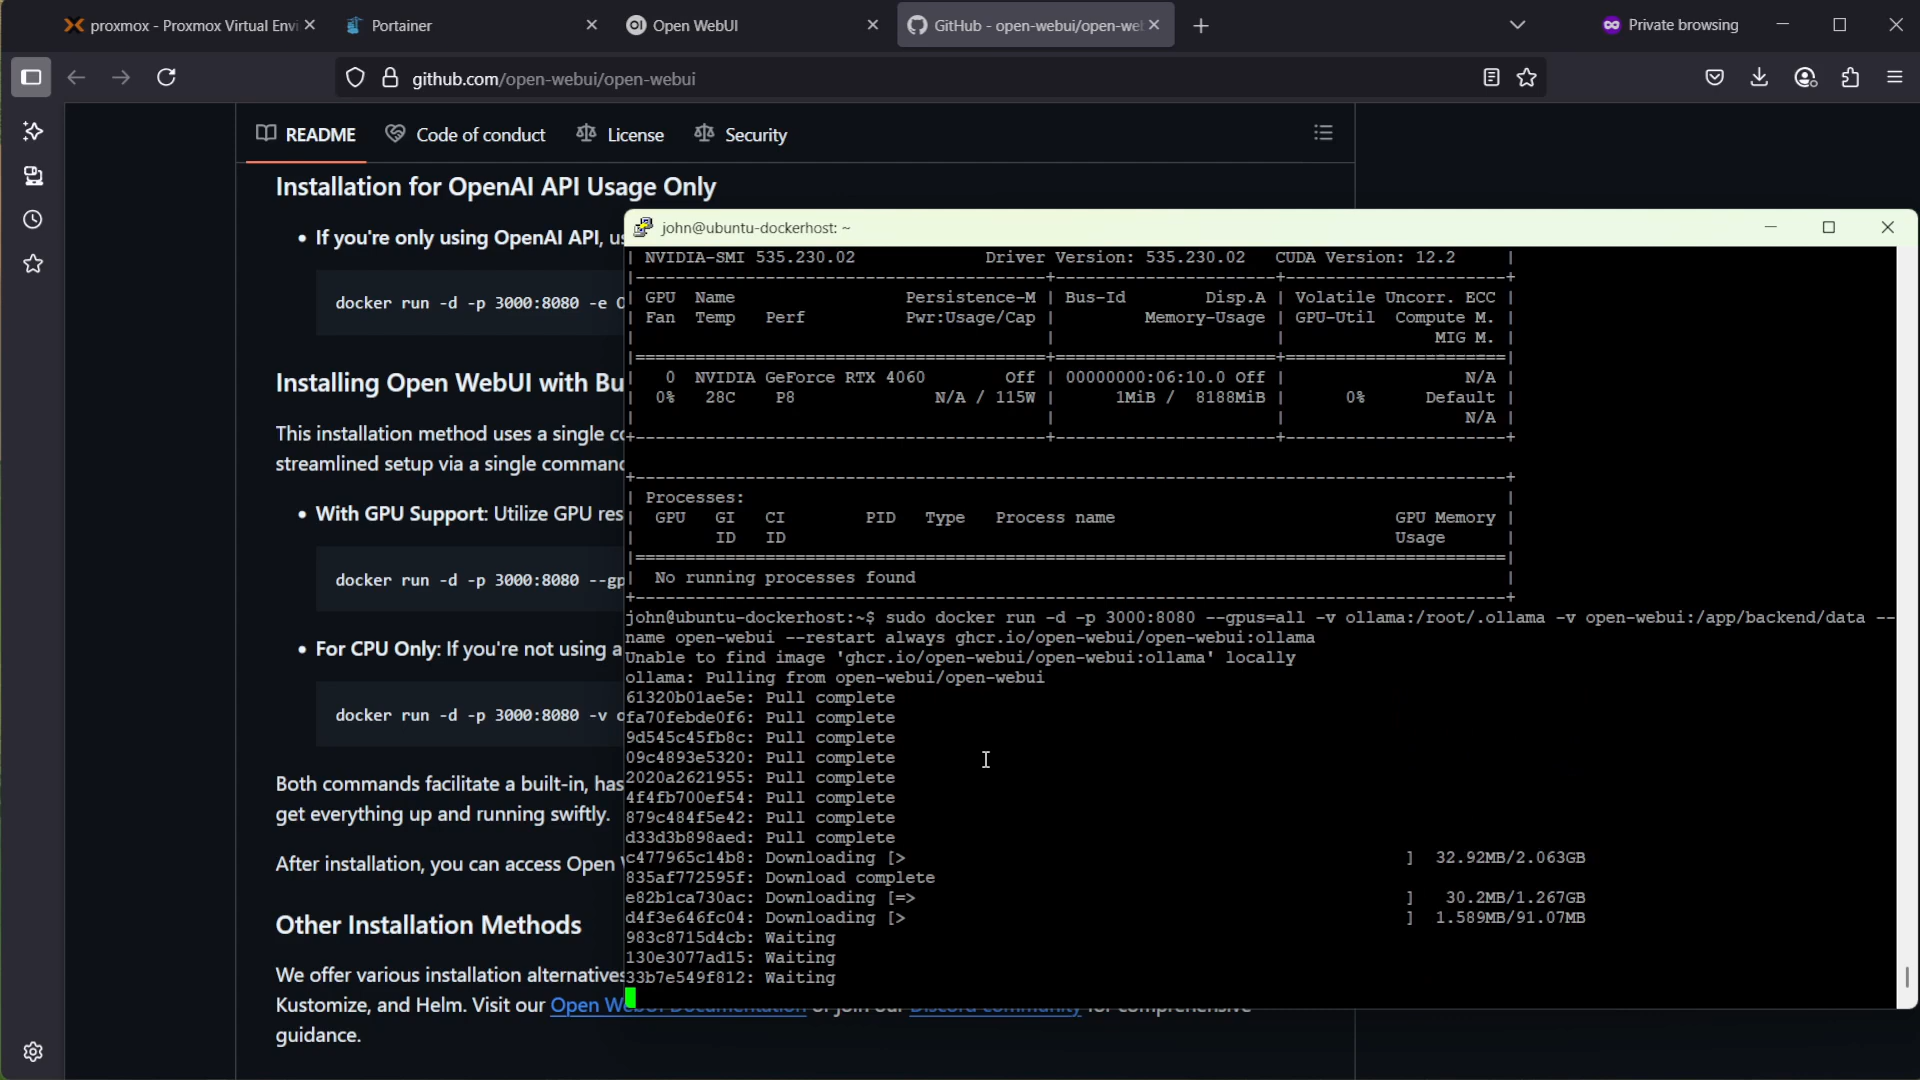 proxmox - Proxmox Virtual Envi
Portainer
Open WebUI
GitHub - open-webui/open-we
Private browsing
github.com/open-webui/open-webui
README
Code of conduct
License
Security
Installation for OpenAI API Usage Only
• If you're only using OpenAI API, us
docker run -d -p 3000:8080 -e O
Installing Open WebUI with Bu
This installation method uses a single co
streamlined setup via a single command
• With GPU Support: Utilize GPU res
docker run -d -p 3000:8080 --gp
• For CPU Only: If you're not using a
docker run -d -p 3000:8080 -v o
Both commands facilitate a built-in, has
get everything up and running swiftly.
After installation, you can access Open
Other Installation Methods
We offer various installation alternatives
Kustomize, and Helm. Visit our Open WebUI Documentation or join our Discord community for comprehensive
guidance.
john@ubuntu-dockerhost: ~
| NVIDIA-SMI 535.230.02 Driver Version: 535.230.02 CUDA Version: 12.2 |
|-----------------------------------------+----------------------+----------------------+
| GPU Name Persistence-M | Bus-Id Disp.A | Volatile Uncorr. ECC |
| Fan Temp Perf Pwr:Usage/Cap | Memory-Usage | GPU-Util Compute M. |
| | | MIG M. |
|=========================================+======================+======================|
| 0 NVIDIA GeForce RTX 4060 Off | 00000000:06:10.0 Off | N/A |
| 0% 28C P8 N/A / 115W | 1MiB / 8188MiB | 0% Default |
| | | N/A |
+-----------------------------------------+----------------------+----------------------+
+---------------------------------------------------------------------------------------+
| Processes: |
| GPU GI CI PID Type Process name GPU Memory |
| ID ID Usage |
|=======================================================================================|
| No running processes found |
+---------------------------------------------------------------------------------------+
john@ubuntu-dockerhost:~$ sudo docker run -d -p 3000:8080 --gpus=all -v ollama:/root/.ollama -v open-webui:/app/backend/data --
name open-webui --restart always ghcr.io/open-webui/open-webui:ollama
Unable to find image 'ghcr.io/open-webui/open-webui:ollama' locally
ollama: Pulling from open-webui/open-webui
61320b01ae5e: Pull complete
fa70febde0f6: Pull complete
9d545c45fb8c: Pull complete
09c4893e5320: Pull complete
2020a2621955: Pull complete
4f4fb700ef54: Pull complete
879c484f5e42: Pull complete
d33d3b898aed: Pull complete
c477965c14b8: Downloading [> ] 32.92MB/2.063GB
835af772595f: Download complete
e82b1ca730ac: Downloading [=> ] 30.2MB/1.267GB
d4f3e646fc04: Downloading [> ] 1.589MB/91.07MB
983c8715d4cb: Waiting
130e3077ad15: Waiting
33b7e549f812: Waiting